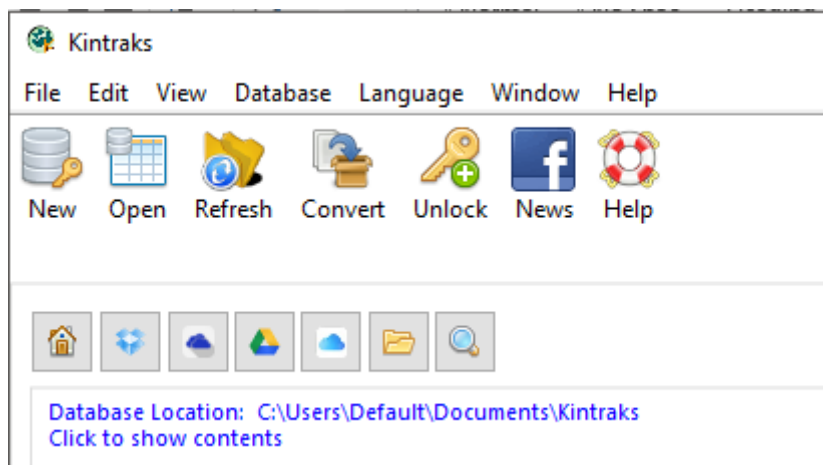 Kintraks
File Edit View Database Language Window Help
New Open Refresh Convert Unlock News Help
Database Location: C:\Users\Default\Documents\Kintraks
Click to show contents